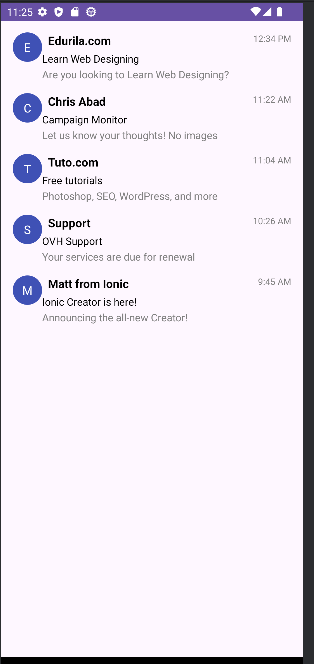 11:25
E Edurila.com 12:34 PM
Learn Web Designing
Are you looking to Learn Web Designing?
C Chris Abad 11:22 AM
Campaign Monitor
Let us know your thoughts! No images
T Tuto.com 11:04 AM
Free tutorials
Photoshop, SEO, WordPress, and more
S Support 10:26 AM
OVH Support
Your services are due for renewal
M Matt from Ionic 9:45 AM
Ionic Creator is here!
Announcing the all-new Creator!